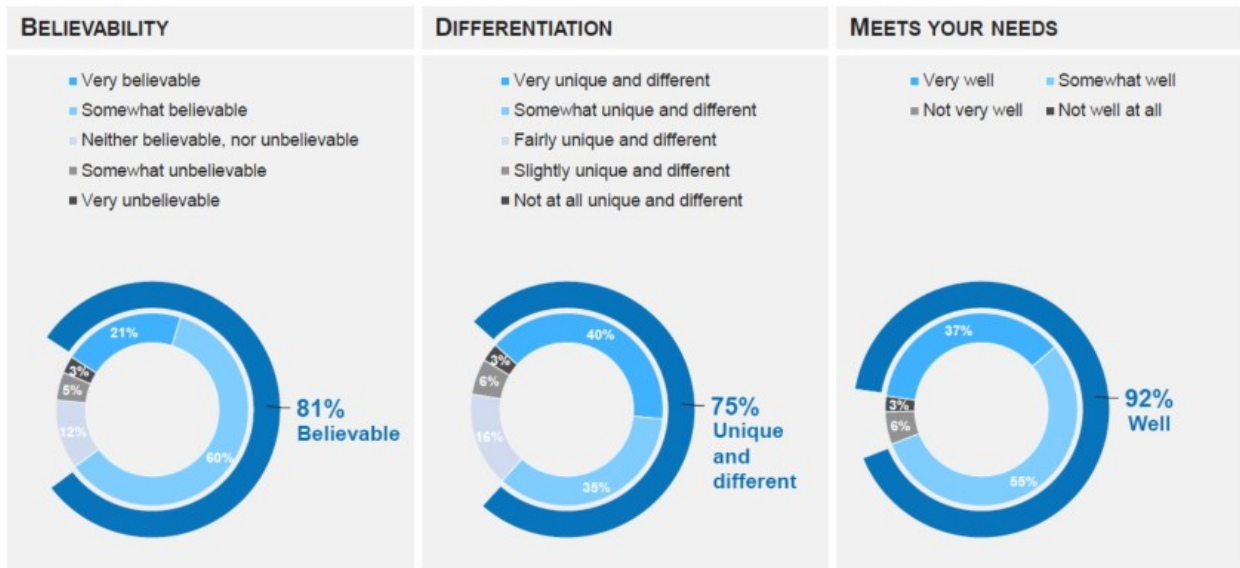 BELIEVABILITY
Very believable
Somewhat believable
Neither believable, nor unbelievable
Somewhat unbelievable
Very unbelievable
21%
3%
5%
12%
60%
81%
Believable
DIFFERENTIATION
Very unique and different
Somewhat unique and different
Fairly unique and different
Slightly unique and different
Not at all unique and different
40%
3%
6%
16%
35%
75%
Unique
and
different
MEETS YOUR NEEDS
Very well Somewhat well
Not very well Not well at all
37%
3%
6%
55%
92%
Well